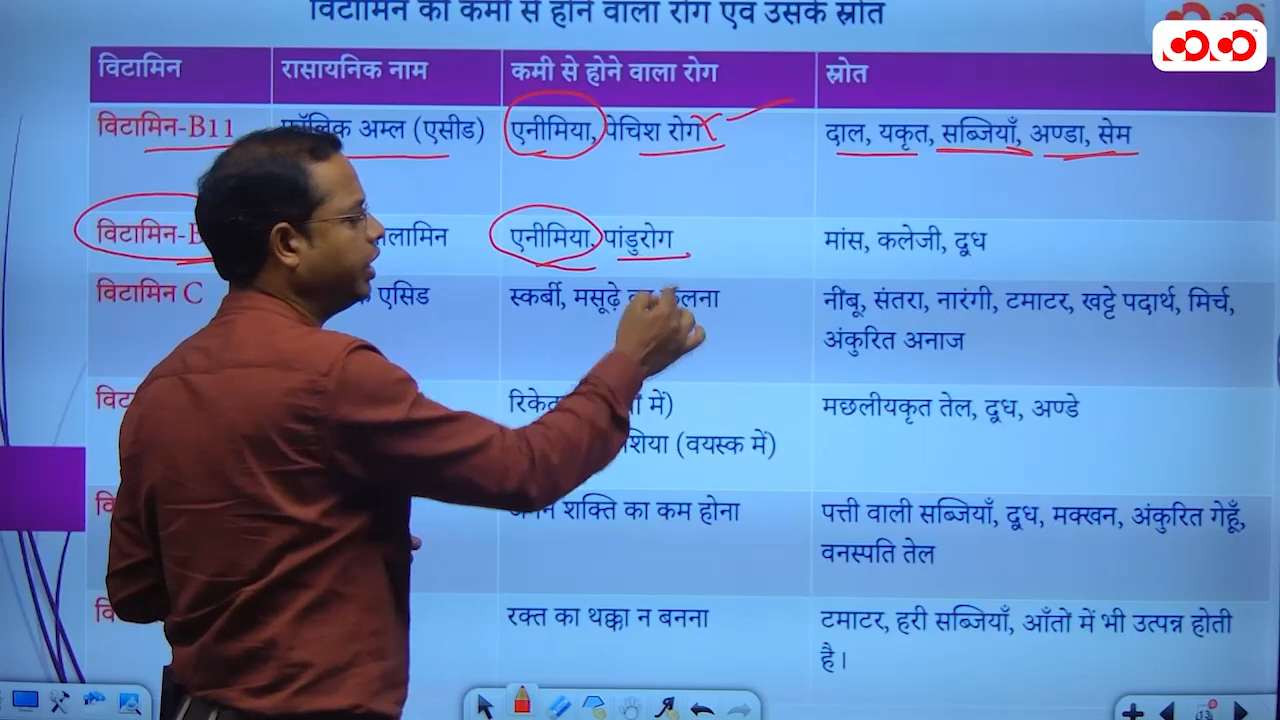 विटामिन की कमी से होने वाला रोग एवं उसके स्रोत
विटामिन रासायनिक नाम कमी से होने वाला रोग स्रोत
विटामिन-B11 अम्ल (एसीड) एनीमिया, पेचिश रोग दाल, यकृत, सब्जियाँ, अण्डा, सेम
एनीमिया, पांडुरोग मांस, कलेजी, दूध
विटामिन C एसिड स्कर्बी, मसूढ़े नींबू, संतरा, नारंगी, टमाटर, खट्टे पदार्थ, मिर्च,
अंकुरित अनाज
में) मछलीयकृत तेल, दूध, अण्डे
(वयस्क में)
शक्ति का कम होना पत्ती वाली सब्जियाँ, दूध, मक्खन, अंकुरित गेहूँ,
वनस्पति तेल
रक्त का थक्का न बनना टमाटर, हरी सब्जियाँ, आँतों में भी उत्पन्न होती
है।
13